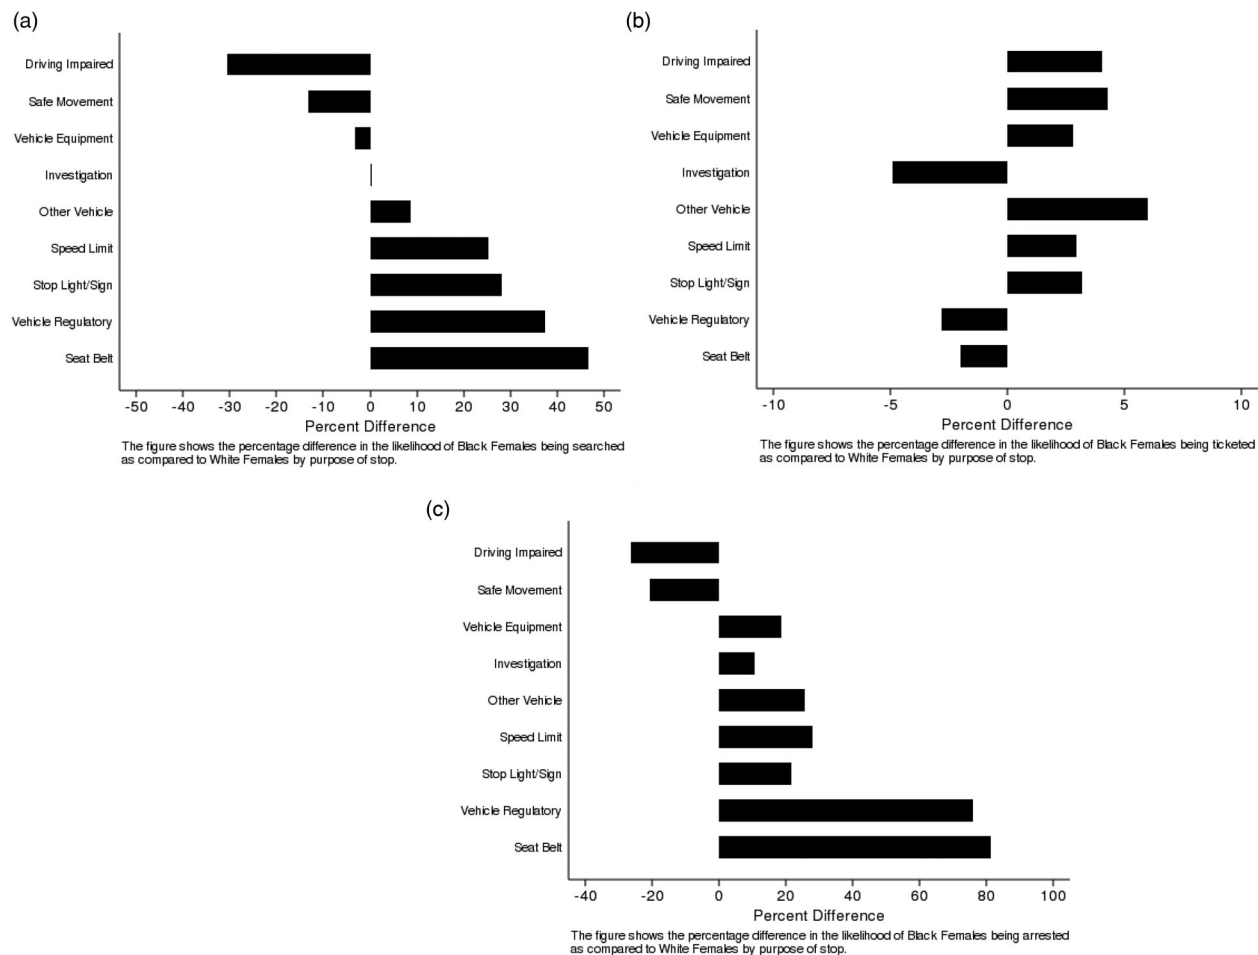 (a)
Driving Impaired
Safe Movement
Vehicle Equipment
Investigation
Other Vehicle
Speed Limit
Stop Light/Sign
Vehicle Regulatory
Seat Belt
-50 -40 -30 -20 -10 0 10 20 30 40 50
Percent Difference
The figure shows the percentage difference in the likelihood of Black Females being searched
as compared to White Females by purpose of stop.
(b)
Driving Impaired
Safe Movement
Vehicle Equipment
Investigation
Other Vehicle
Speed Limit
Stop Light/Sign
Vehicle Regulatory
Seat Belt
-10 -5 0 5 10
Percent Difference
The figure shows the percentage difference in the likelihood of Black Females being ticketed
as compared to White Females by purpose of stop.
(c)
Driving Impaired
Safe Movement
Vehicle Equipment
Investigation
Other Vehicle
Speed Limit
Stop Light/Sign
Vehicle Regulatory
Seat Belt
-40 -20 0 20 40 60 80 100
Percent Difference
The figure shows the percentage difference in the likelihood of Black Females being arrested
as compared to White Females by purpose of stop.